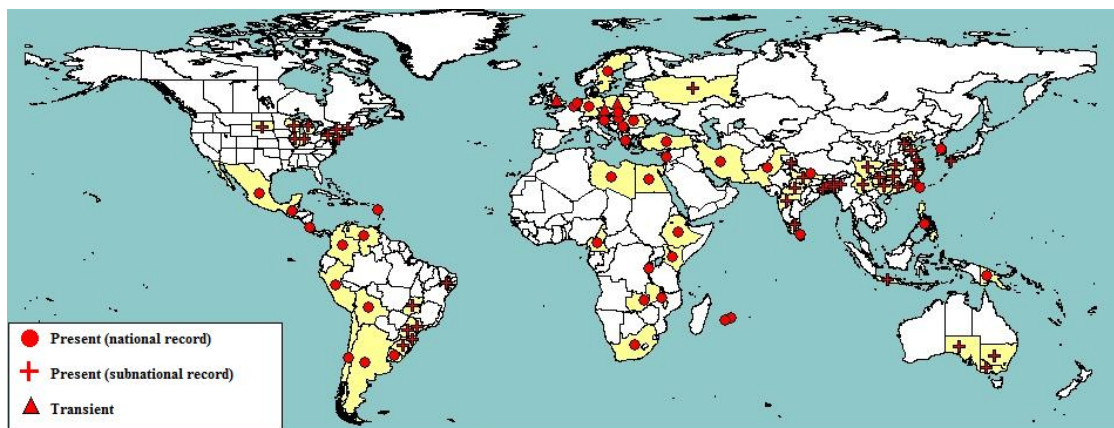 Present (national record)
Present (subnational record)
Transient